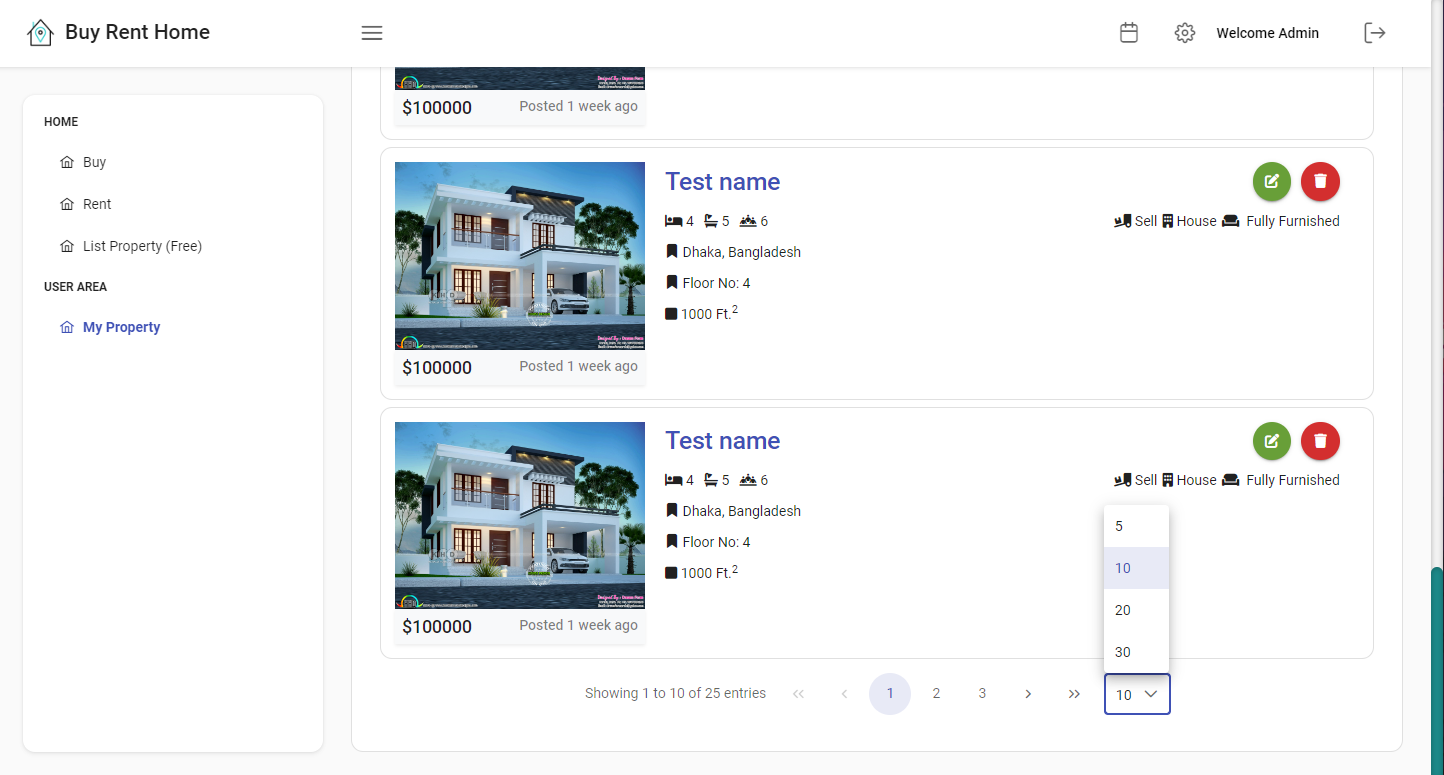 Buy Rent Home
Welcome Admin
HOME
Buy
Rent
List Property (Free)
USER AREA
My Property
$100000 Posted 1 week ago
Test name
4 5 6
Sell House Fully Furnished
Dhaka, Bangladesh
Floor No: 4
1000 Ft.2
$100000 Posted 1 week ago
Test name
4 5 6
Sell House Fully Furnished
Dhaka, Bangladesh
Floor No: 4
1000 Ft.2
$100000 Posted 1 week ago
5
10
20
30
Showing 1 to 10 of 25 entries
1 2 3
10